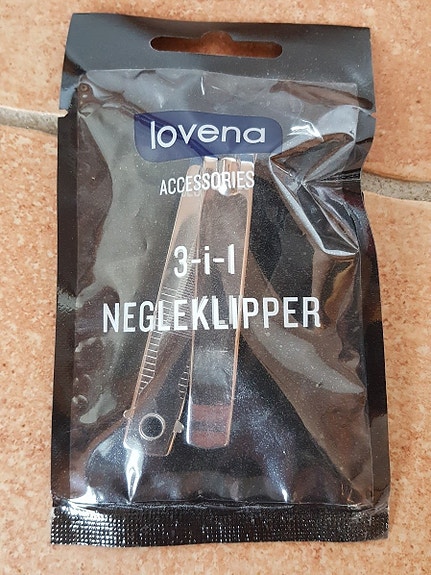 lovena
ACCESSORIES
3-i-1
NEGLEKLIPPER